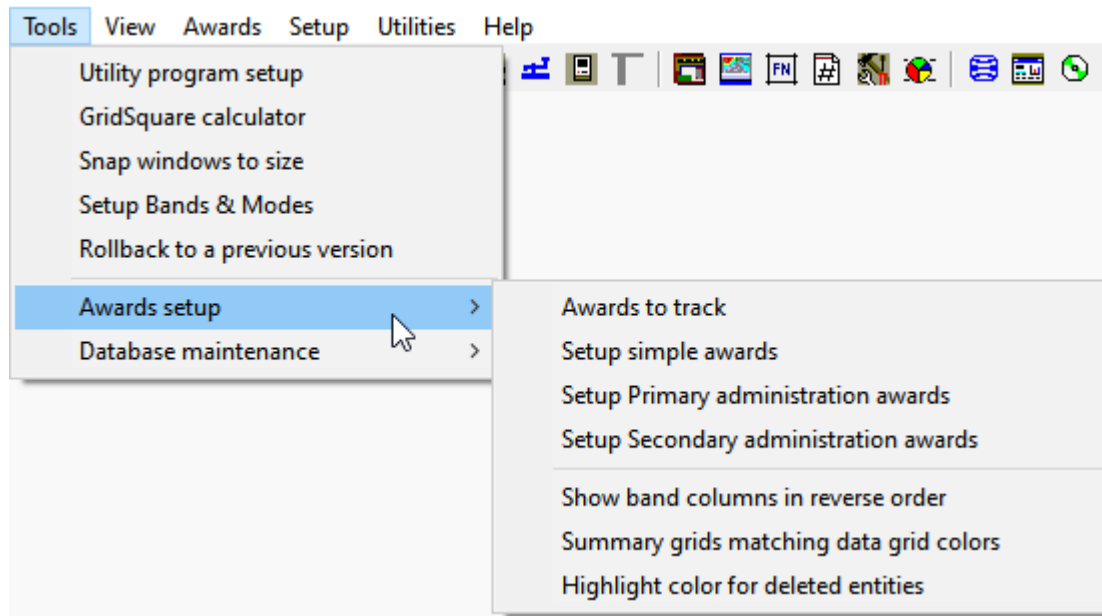 Tools View Awards Setup Utilities Help
FN #
Utility program setup
GridSquare calculator
Snap windows to size
Setup Bands & Modes
Rollback to a previous version
Awards setup >
Database maintenance >
Awards to track
Setup simple awards
Setup Primary administration awards
Setup Secondary administration awards
Show band columns in reverse order
Summary grids matching data grid colors
Highlight color for deleted entities